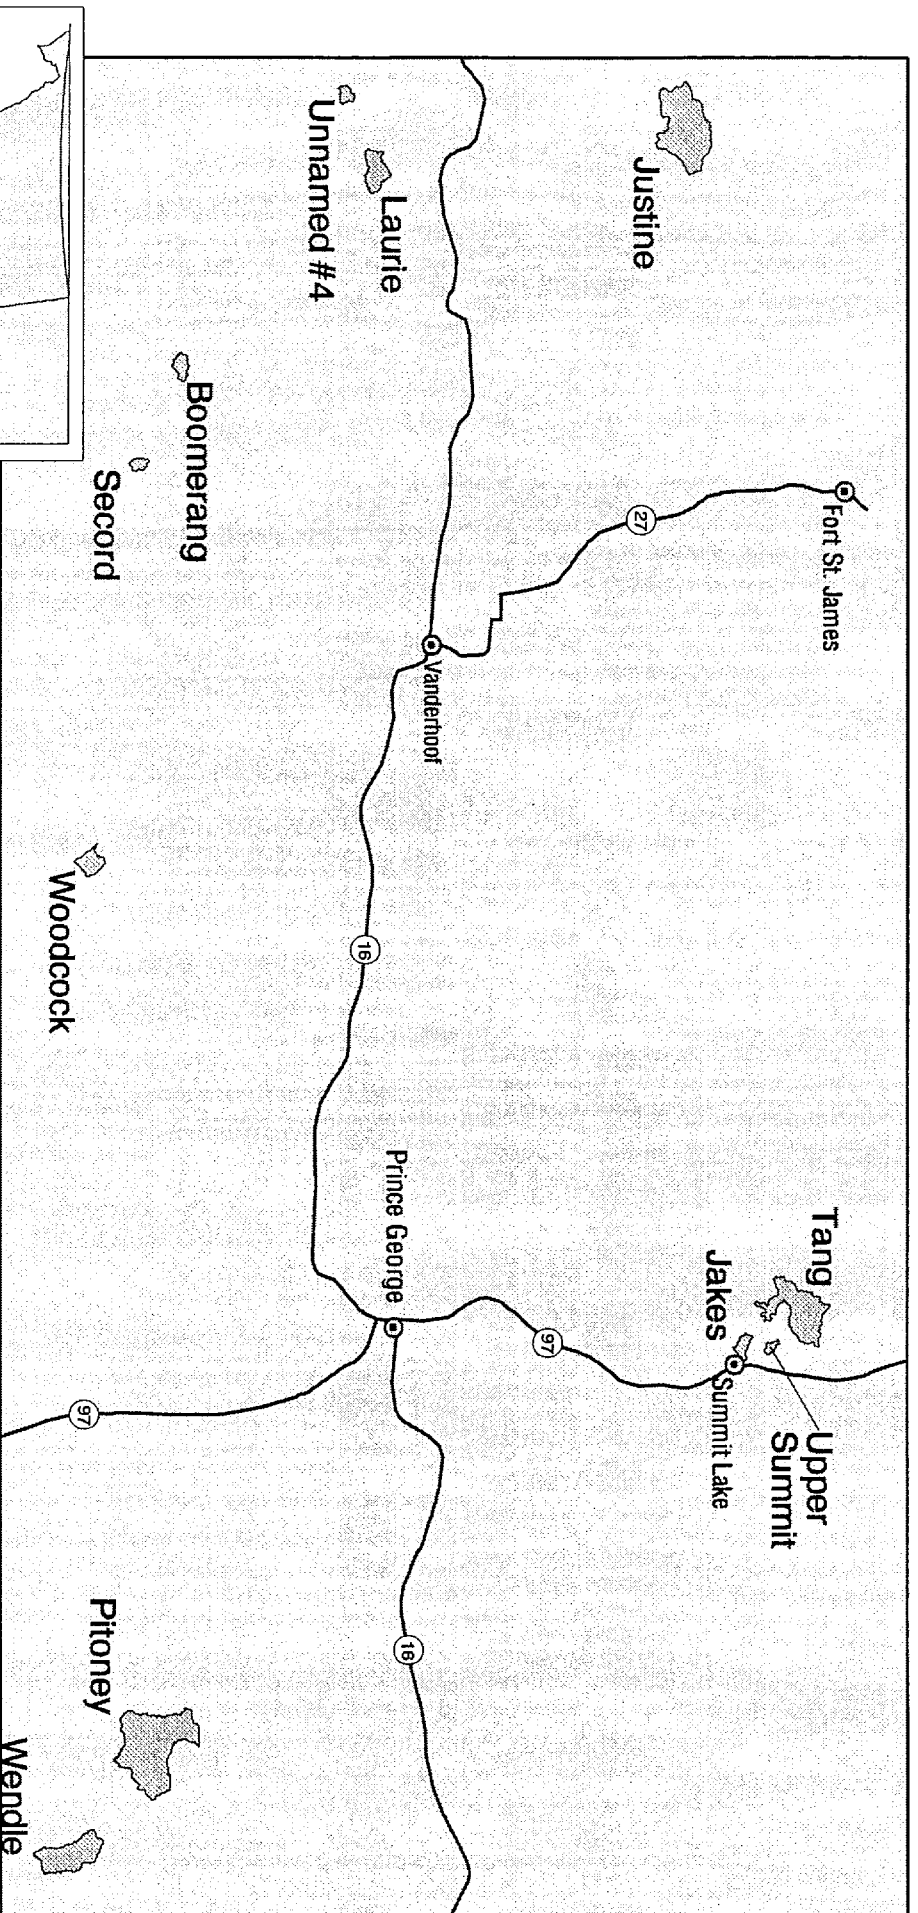 Fort St. James
Tang
Upper
Summit
Jakes
Summit Lake
Justine
27
97
Vanderhoof
Laurie
Unnamed #4
16
Prince George
16
Boomerang
Second
Woodcock
97
Pitoney
Wendle